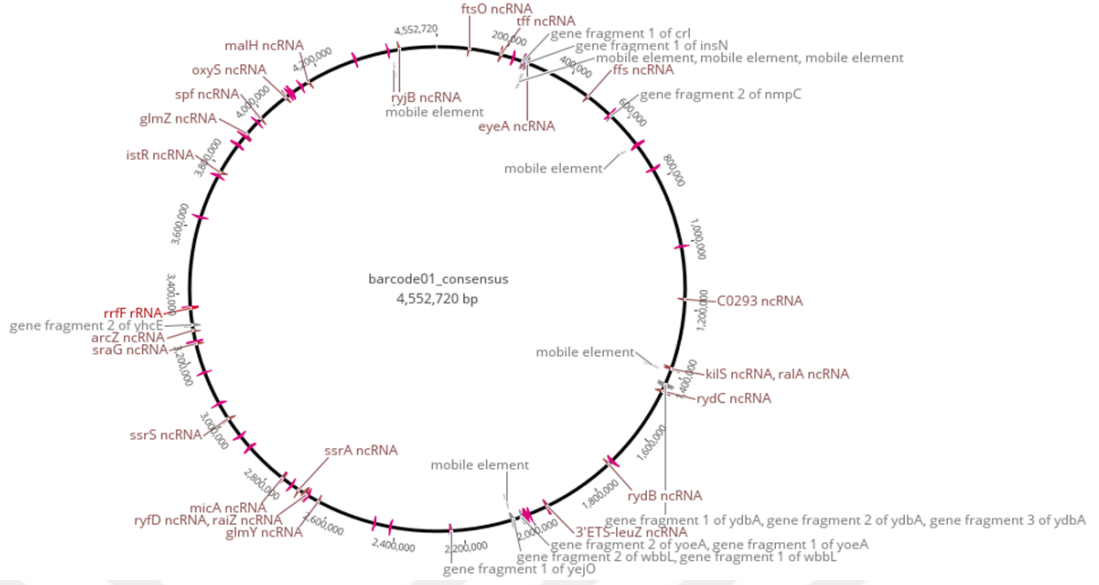 ftsO ncRNA
tff ncRNA
4,552,720
200,000
gene fragment 1 of crl
gene fragment 1 of insN
malH ncRNA
4,200,000
400,000
mobile element, mobile element, mobile element
oxyS ncRNA
ffs ncRNA
spf ncRNA
4,000,000
ryjB ncRNA
mobile element
gene fragment 2 of nmpC
600,000
glmZ ncRNA
eyeA ncRNA
istR ncRNA
3,800,000
mobile element
800,000
3,600,000
1,000,000
barcode01_consensus
4,552,720 bp
3,400,000
C0293 ncRNA
1,200,000
rrfF rRNA
gene fragment 2 of yhcE
arcZ ncRNA
sraG ncRNA
3,200,000
mobile element
kilS ncRNA, ralA ncRNA
1,400,000
rydC ncRNA
ssrS ncRNA
3,000,000
1,600,000
ssrA ncRNA
mobile element
2,800,000
1,800,000
rydB ncRNA
micA ncRNA
ryfD ncRNA, raiZ ncRNA
glmY ncRNA
2,600,000
gene fragment 1 of ydbA, gene fragment 2 of ydbA, gene fragment 3 of ydbA
3'ETS-leuZ ncRNA
2,000,000
2,400,000
2,200,000
gene fragment 2 of yoeA, gene fragment 1 of yoeA
gene fragment 2 of wbbL, gene fragment 1 of wbbL
gene fragment 1 of yejO